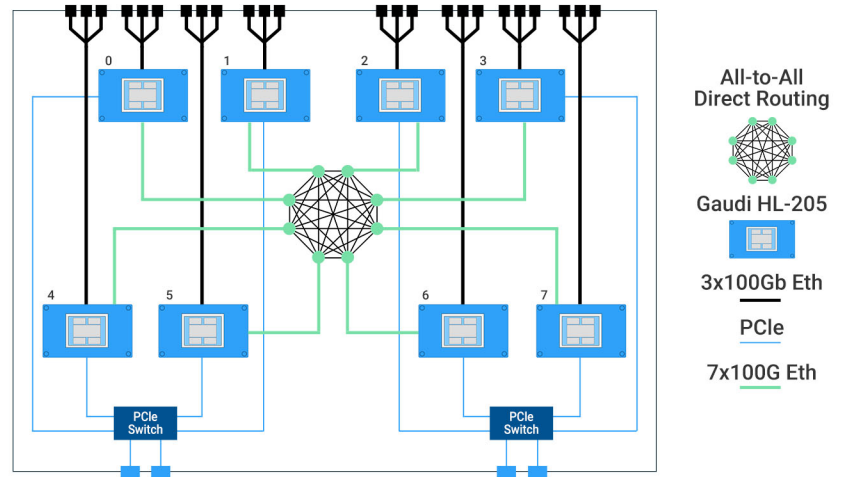 0
1
2
3
4
5
6
7
PCIe
Switch
PCIe
Switch
All-to-All
Direct Routing
Gaudi HL-205
3x100Gb Eth
PCIe
7x100G Eth